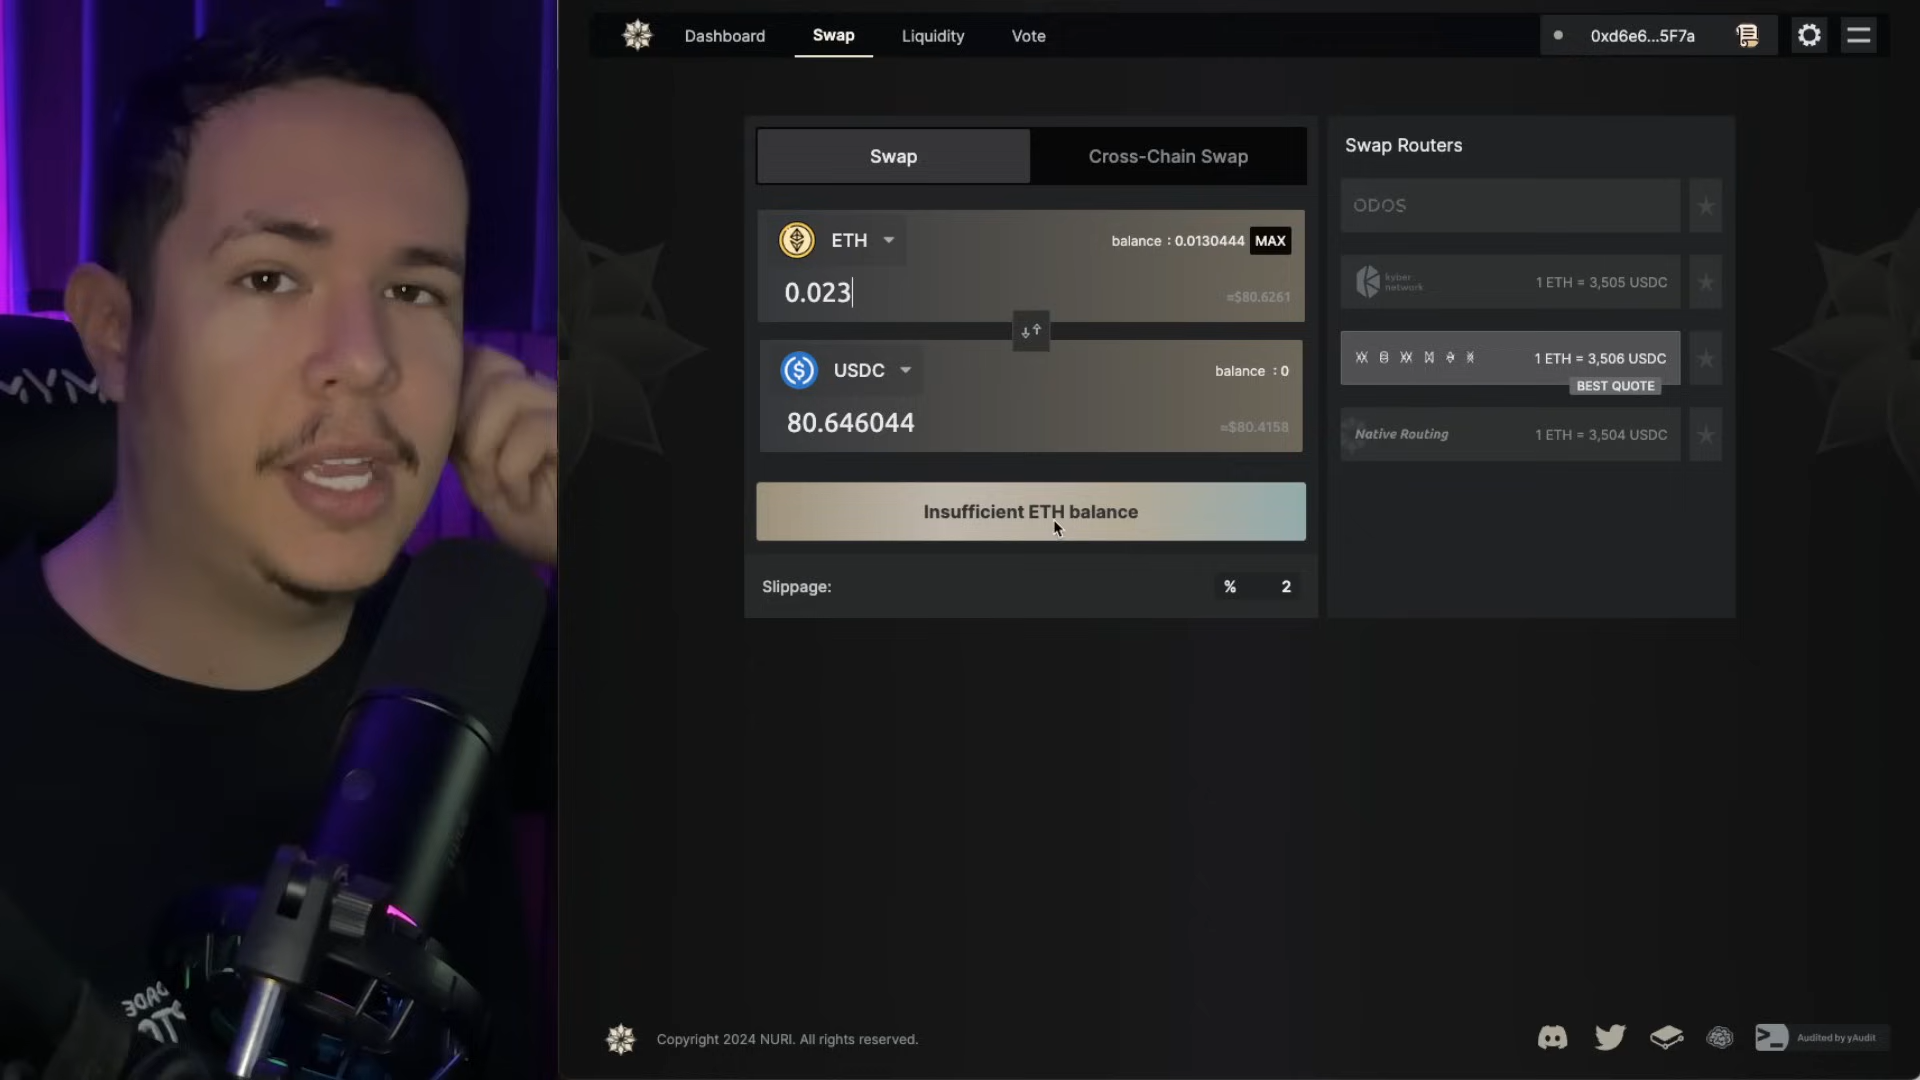 Dashboard
Swap
Liquidity
Vote
0xd6e6...5F7a
Swap
Cross-Chain Swap
ETH
balance : 0.0130444 MAX
0.023
≈$80.6261
USDC
balance : 0
80.646044
≈$80.4158
Insufficient ETH balance
Slippage:
% 2
Swap Routers
ODOS
kyber
network
1 ETH = 3,505 USDC
1 ETH = 3,506 USDC
BEST QUOTE
Native Routing
1 ETH = 3,504 USDC
Copyright 2024 NURI. All rights reserved.
Audited by yAudit